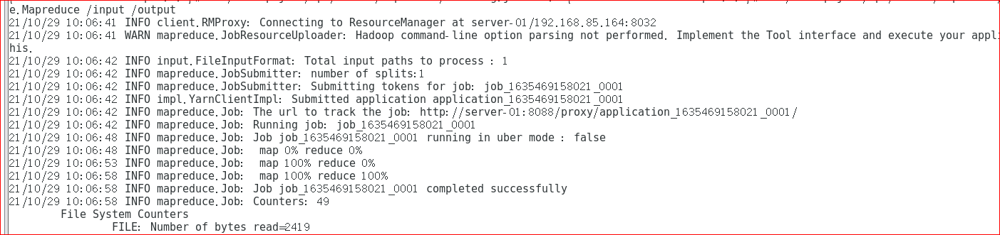 e.Mapreduce /input /output
21/10/29 10:06:41 INFO client.RMProxy: Connecting to ResourceManager at server-01/192.168.85.164:8032
21/10/29 10:06:41 WARN mapreduce.JobResourceUploader: Hadoop command-line option parsing not performed. Implement the Tool interface and execute your appli
his.
21/10/29 10:06:42 INFO input.FileInputFormat: Total input paths to process : 1
21/10/29 10:06:42 INFO mapreduce.JobSubmitter: number of splits:1
21/10/29 10:06:42 INFO mapreduce.JobSubmitter: Submitting tokens for job: job_1635469158021_0001
21/10/29 10:06:42 INFO impl.YarnClientImpl: Submitted application application_1635469158021_0001
21/10/29 10:06:42 INFO mapreduce.Job: The url to track the job: http://server-01:8088/proxy/application_1635469158021_0001/
21/10/29 10:06:42 INFO mapreduce.Job: Running job: job_1635469158021_0001
21/10/29 10:06:48 INFO mapreduce.Job: Job job_1635469158021_0001 running in uber mode : false
21/10/29 10:06:48 INFO mapreduce.Job:  map 0% reduce 0%
21/10/29 10:06:53 INFO mapreduce.Job:  map 100% reduce 0%
21/10/29 10:06:58 INFO mapreduce.Job:  map 100% reduce 100%
21/10/29 10:06:58 INFO mapreduce.Job: Job job_1635469158021_0001 completed successfully
21/10/29 10:06:58 INFO mapreduce.Job: Counters: 49
File System Counters
FILE: Number of bytes read=2419